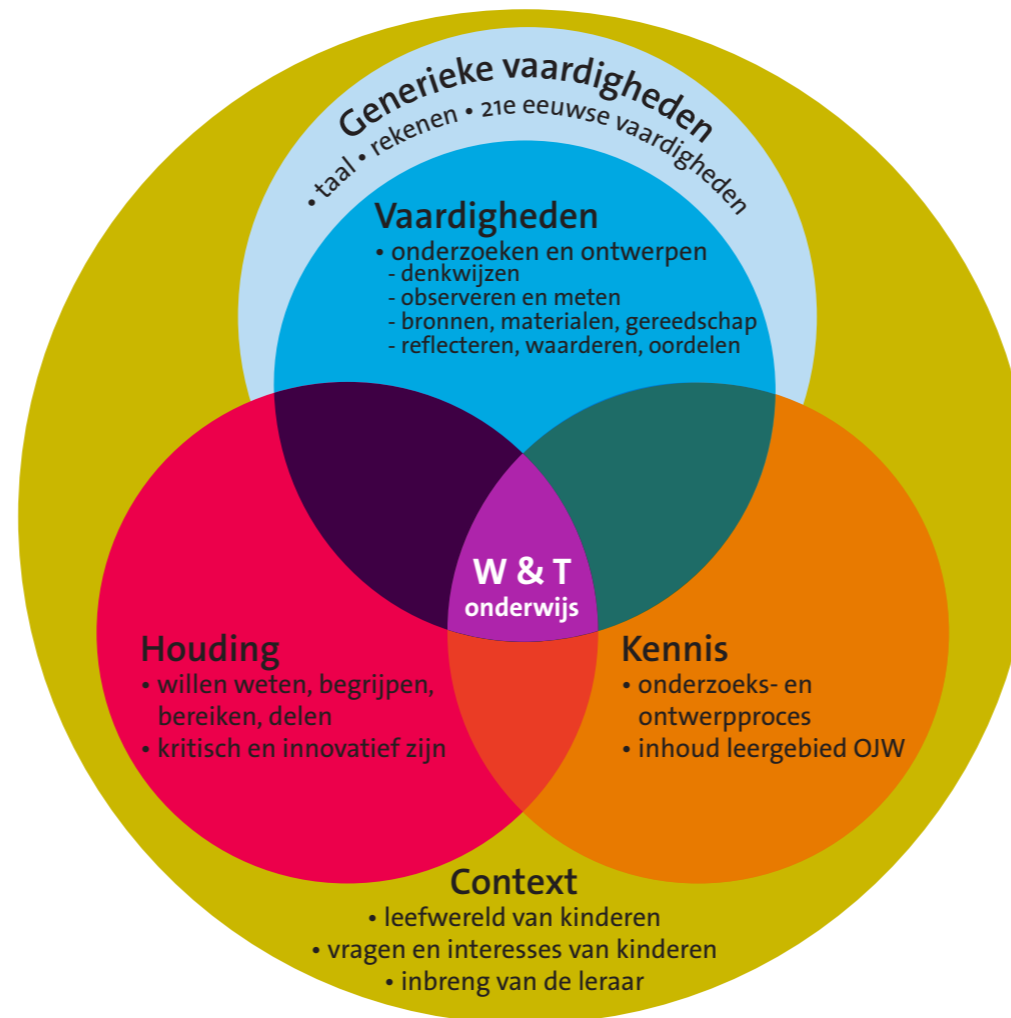 Generieke vaardigheden
• taal • rekenen • 21e eeuwse vaardigheden
Vaardigheden
• onderzoeken en ontwerpen
- denkwijzen
- observeren en meten
- bronnen, materialen, gereedschap
- reflecteren, waarderen, oordelen
W & T
onderwijs
Houding
• willen weten, begrijpen,
bereiken, delen
• kritisch en innovatief zijn
Kennis
• onderzoeks- en
ontwerpproces
• inhoud leergebied OJW
Context
• leefwereld van kinderen
• vragen en interesses van kinderen
• inbreng van de leraar